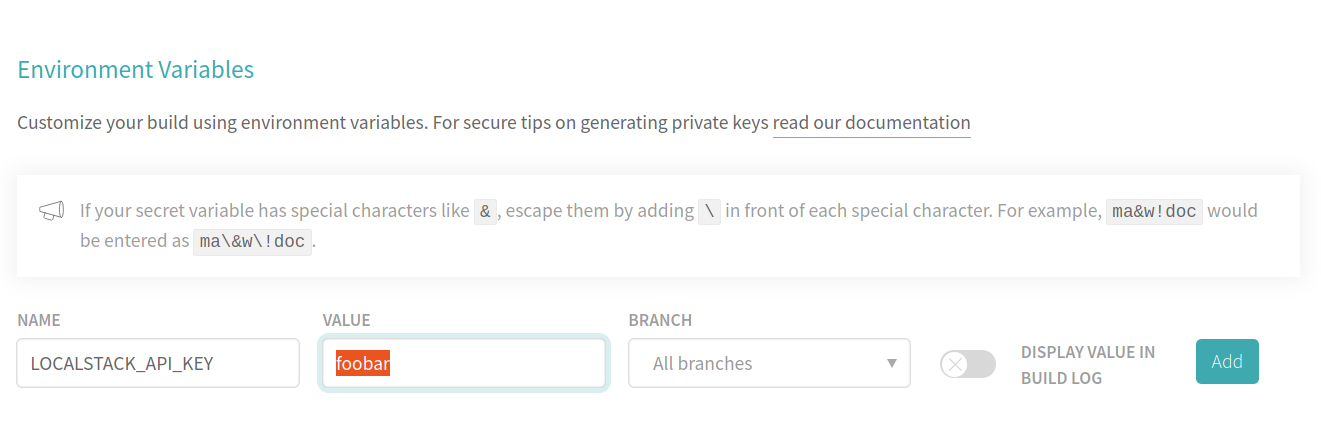 Environment Variables
Customize your build using environment variables. For secure tips on generating private keys read our documentation
If your secret variable has special characters like &, escape them by adding \ in front of each special character. For example, ma&w!doc would
be entered as ma\&w\!doc.
NAME VALUE BRANCH
LOCALSTACK_API_KEY foobar All branches DISPLAY VALUE IN
BUILD LOG Add